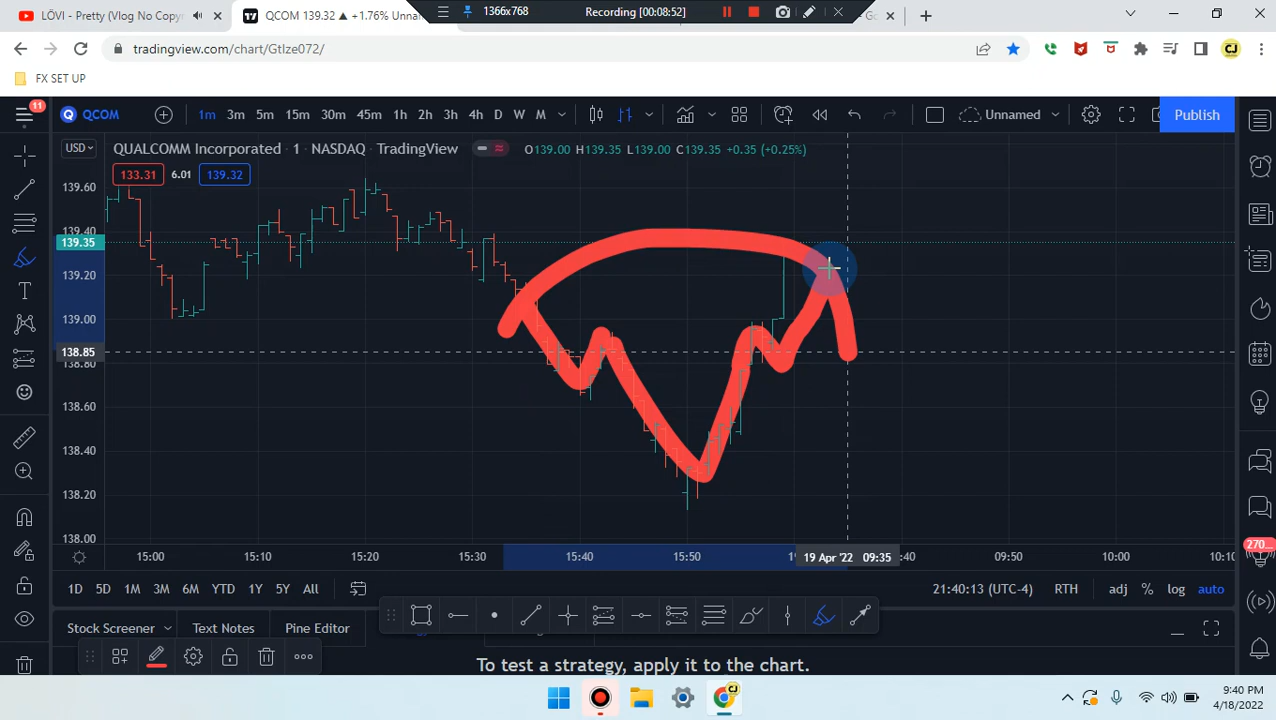 LÖVI - Pretty (Vlog No Copy
QCOM 139.32 ▲ +1.76% Unna
1366x768
Recording [00:08:52]
tradingview.com/chart/Gtlze072/
FX SET UP
11
QCOM
1m 3m 5m 15m 30m 45m 1h 2h 3h 4h D W M
Unnamed
Publish
USD
QUALCOMM Incorporated · 1 · NASDAQ · TradingView
O139.00 H139.35 L139.00 C139.35 +0.35 (+0.25%)
133.31 6.01 139.32
139.60
139.40
139.35
139.20
139.00
138.85
138.80
138.60
138.40
138.20
138.00
270...
15:00 15:10 15:20 15:30 15:40 15:50 19 Apr '22 09:35 :40 09:50 10:00 10:10
1D 5D 1M 3M 6M YTD 1Y 5Y All
21:40:13 (UTC-4) RTH adj % log auto
Stock Screener Text Notes Pine Editor
To test a strategy, apply it to the chart.
CJ
9:40 PM
4/18/2022